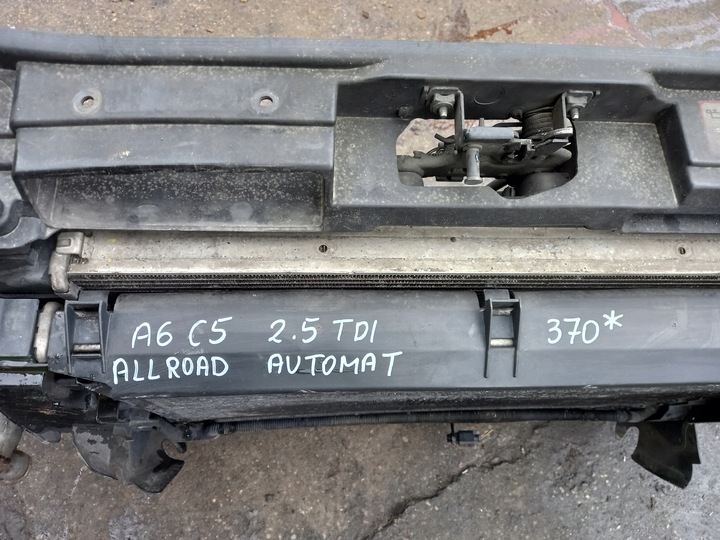 A6 C5 2.5 TDI 370*
ALLROAD AUTOMAT